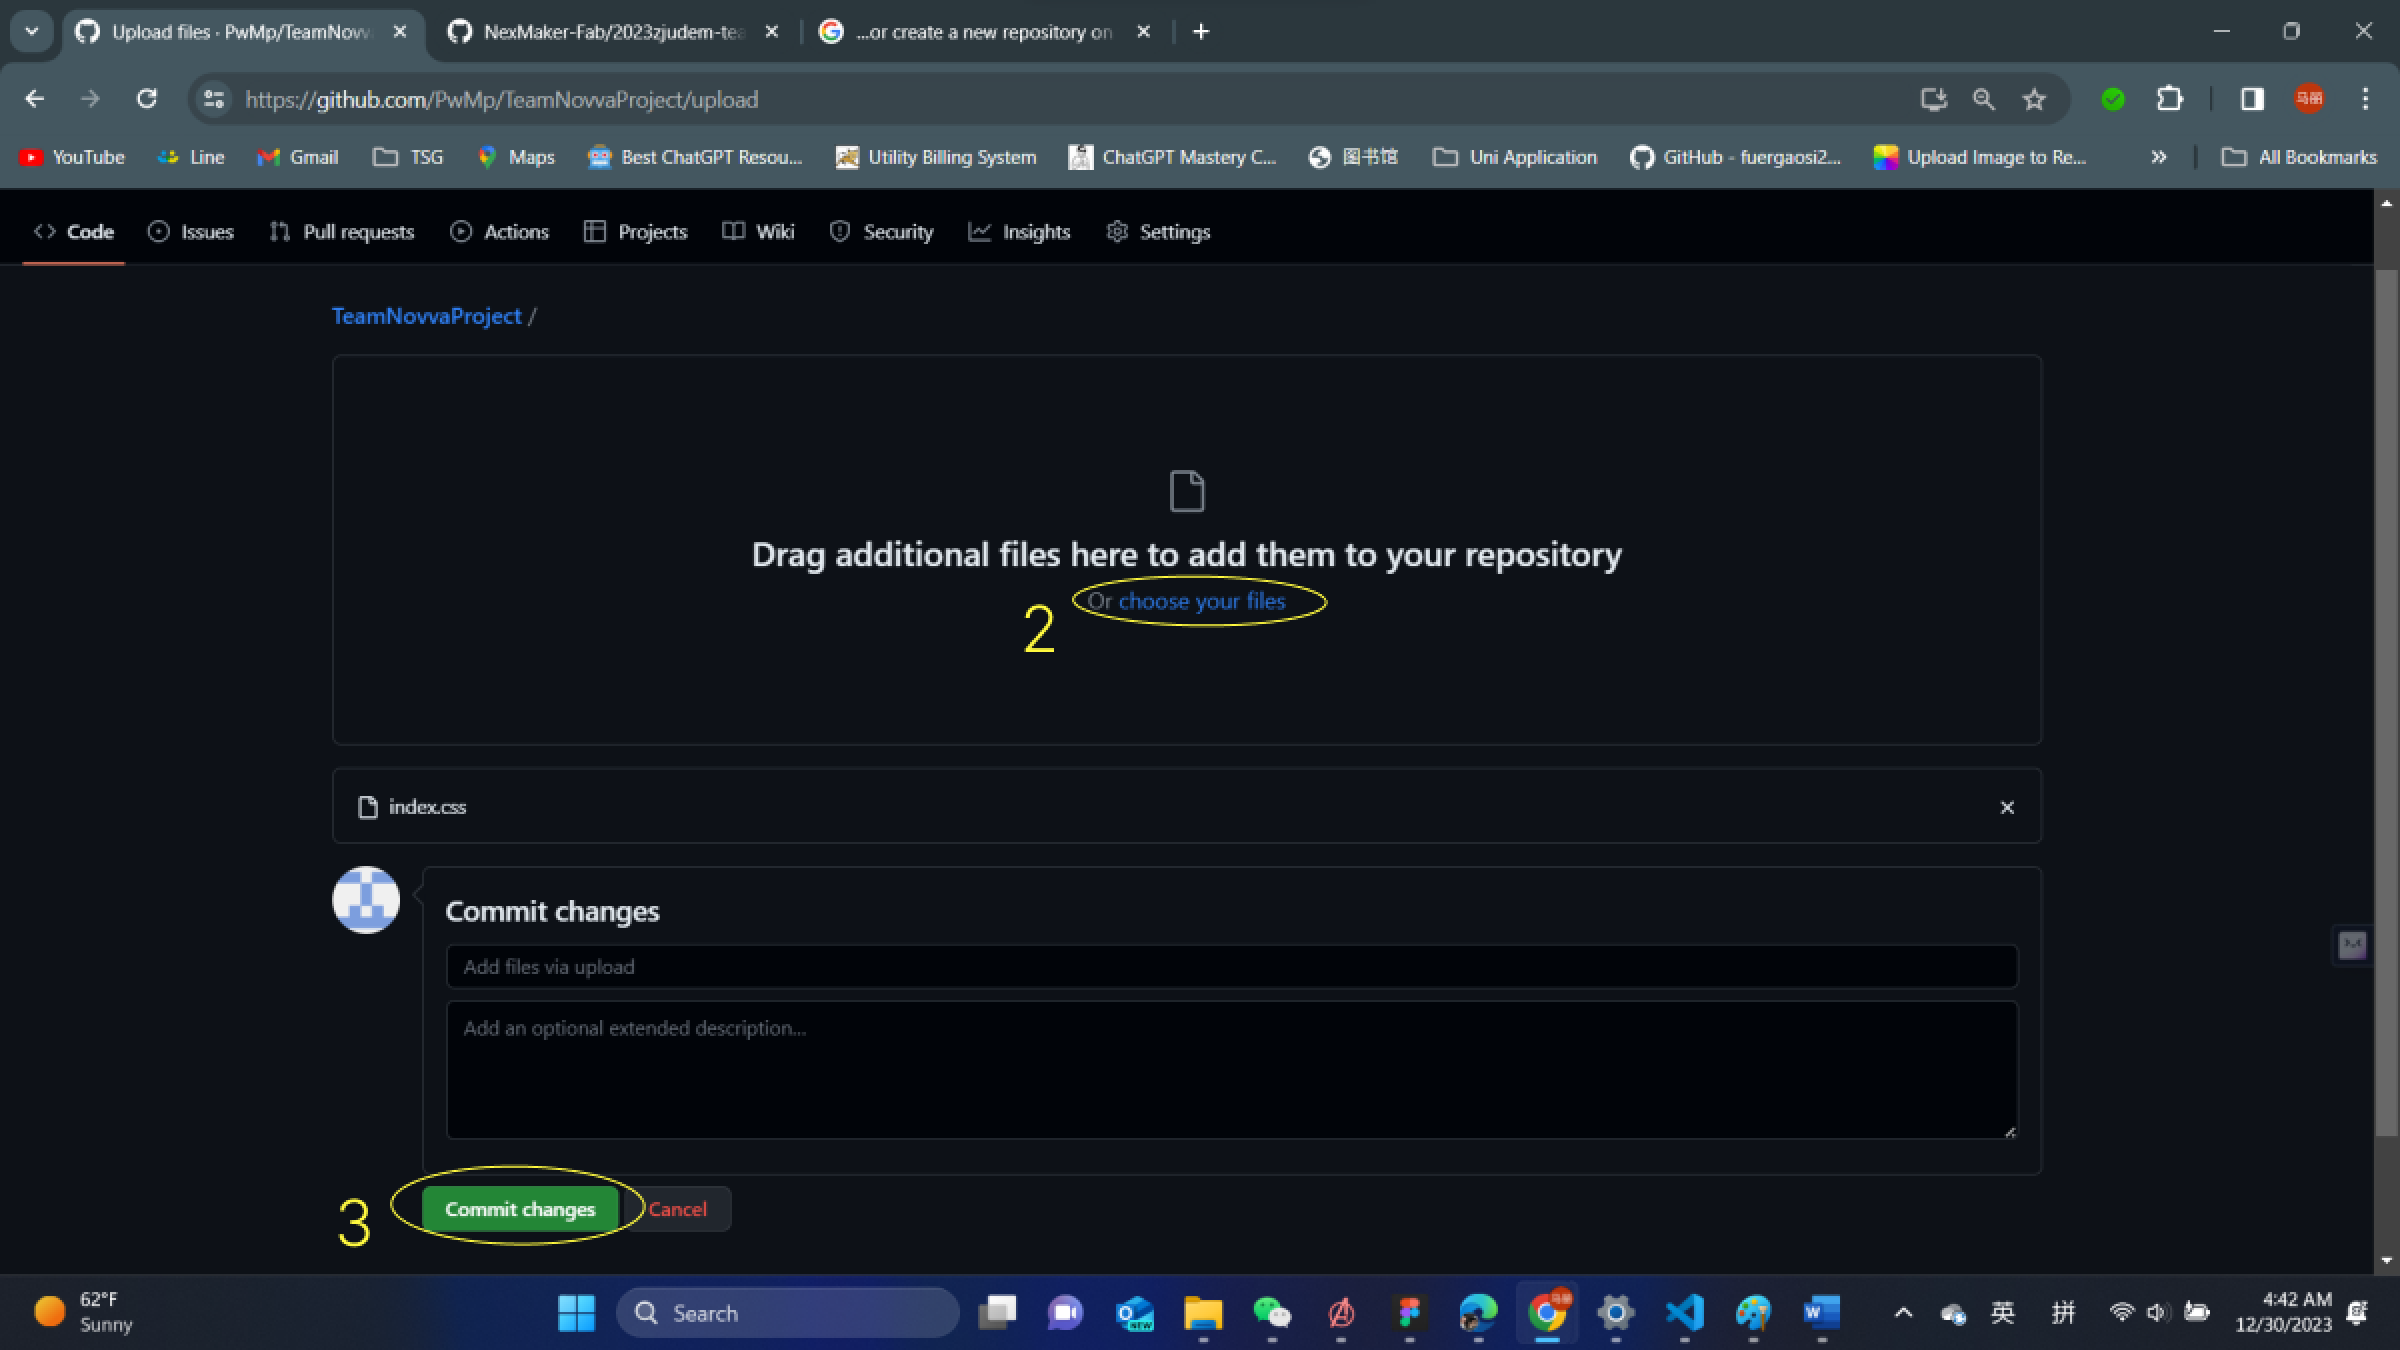 Upload files · PwMp/TeamNovv
NexMaker-Fab/2023zjudem-tea
...or create a new repository on
https://github.com/PwMp/TeamNovvaProject/upload
马丽
YouTube
Line
Gmail
TSG
Maps
Best ChatGPT Resou...
Utility Billing System
ChatGPT Mastery C...
图书馆
Uni Application
GitHub - fuergaosi2...
Upload Image to Re...
»
All Bookmarks
Code
Issues
Pull requests
Actions
Projects
Wiki
Security
Insights
Settings
TeamNovvaProject /
Drag additional files here to add them to your repository
Or choose your files
2
index.css
Commit changes
Add files via upload
Add an optional extended description...
3
Commit changes
Cancel
62°F
Sunny
Search
NEW
英
拼
4:42 AM
12/30/2023